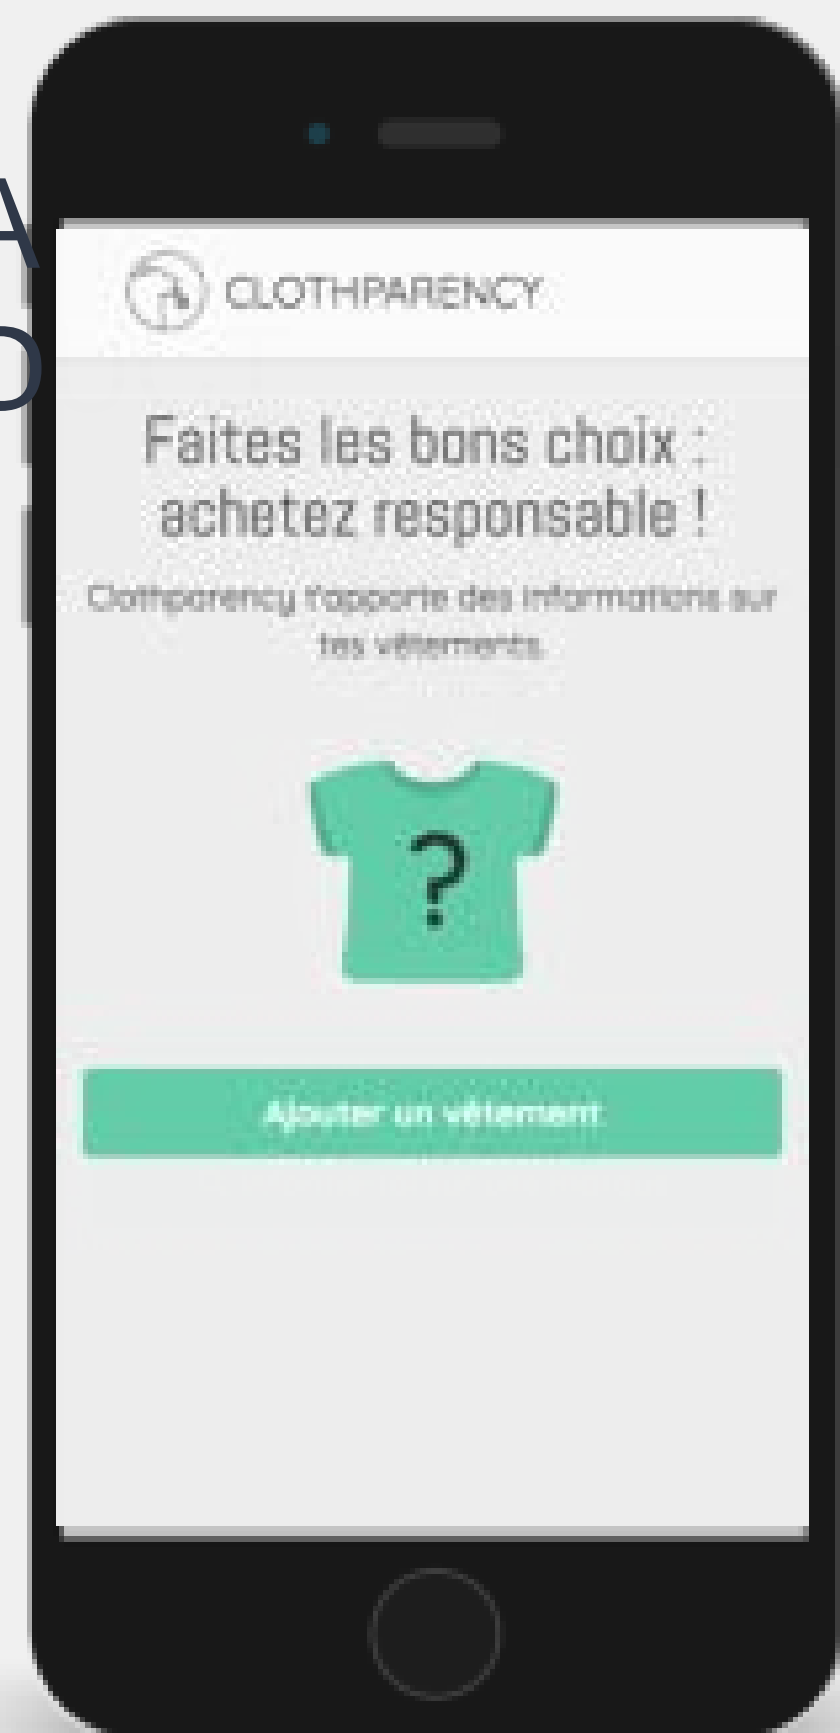 A
D
CLOTHPARENCY
Faites les bons choix :
achetez responsable !
Clothparency t'apporte des informations sur
tes vêtements.
?
Ajouter un vêtement